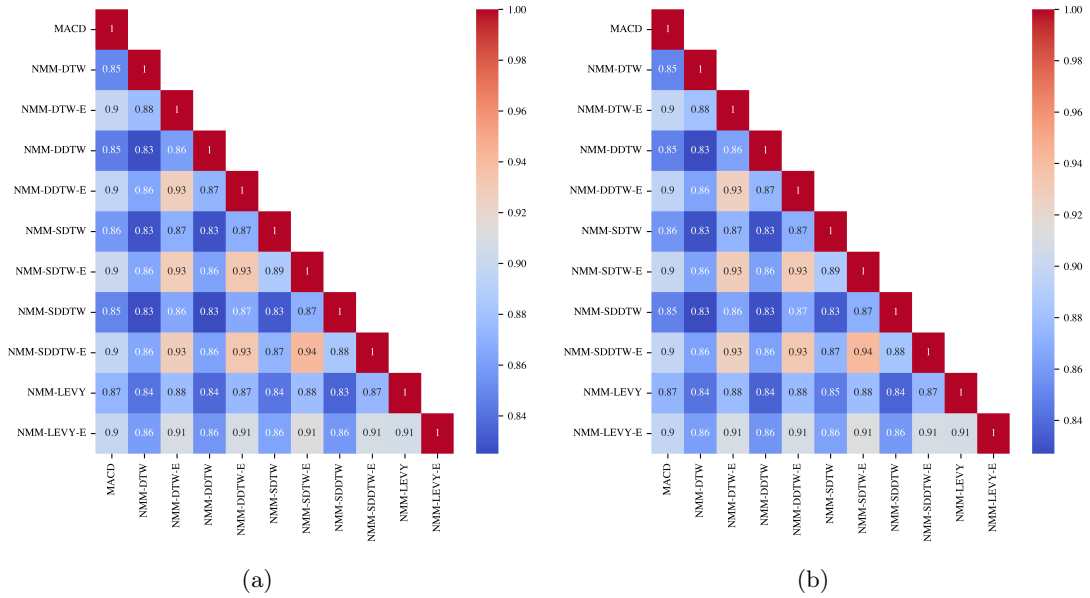 MACD 1 1.00
NMM-DTW 0.85 1 0.98
NMM-DTW-E 0.9 0.88 1 0.96
NMM-DDTW 0.85 0.83 0.86 1 0.94
NMM-DDTW-E 0.9 0.86 0.93 0.87 1 0.92
NMM-SDTW 0.86 0.83 0.87 0.83 0.87 1
NMM-SDTW-E 0.9 0.86 0.93 0.86 0.93 0.89 1 0.90
NMM-SDDTW 0.85 0.83 0.86 0.83 0.87 0.83 0.87 1 0.88
NMM-SDDTW-E 0.9 0.86 0.93 0.86 0.93 0.87 0.94 0.88 1 0.86
NMM-LEVY 0.87 0.84 0.88 0.84 0.87 0.84 0.88 0.83 0.87 1 0.84
NMM-LEVY-E 0.9 0.86 0.91 0.86 0.91 0.86 0.91 0.86 0.91 0.91 1
MACD
NMM-DTW
NMM-DTW-E
NMM-DDTW
NMM-DDTW-E
NMM-SDTW
NMM-SDTW-E
NMM-SDDTW
NMM-SDDTW-E
NMM-LEVY
NMM-LEVY-E
(a)
MACD 1 1.00
NMM-DTW 0.85 1 0.98
NMM-DTW-E 0.9 0.88 1 0.96
NMM-DDTW 0.85 0.83 0.86 1 0.94
NMM-DDTW-E 0.9 0.86 0.93 0.87 1 0.92
NMM-SDTW 0.86 0.83 0.87 0.83 0.87 1
NMM-SDTW-E 0.9 0.86 0.93 0.86 0.93 0.89 1 0.90
NMM-SDDTW 0.85 0.83 0.86 0.83 0.87 0.83 0.87 1 0.88
NMM-SDDTW-E 0.9 0.86 0.93 0.86 0.93 0.87 0.94 0.88 1 0.86
NMM-LEVY 0.87 0.84 0.88 0.84 0.88 0.85 0.88 0.84 0.87 1 0.84
NMM-LEVY-E 0.9 0.86 0.91 0.86 0.91 0.86 0.91 0.86 0.91 0.91 1
MACD
NMM-DTW
NMM-DTW-E
NMM-DDTW
NMM-DDTW-E
NMM-SDTW
NMM-SDTW-E
NMM-SDDTW
NMM-SDDTW-E
NMM-LEVY
NMM-LEVY-E
(b)